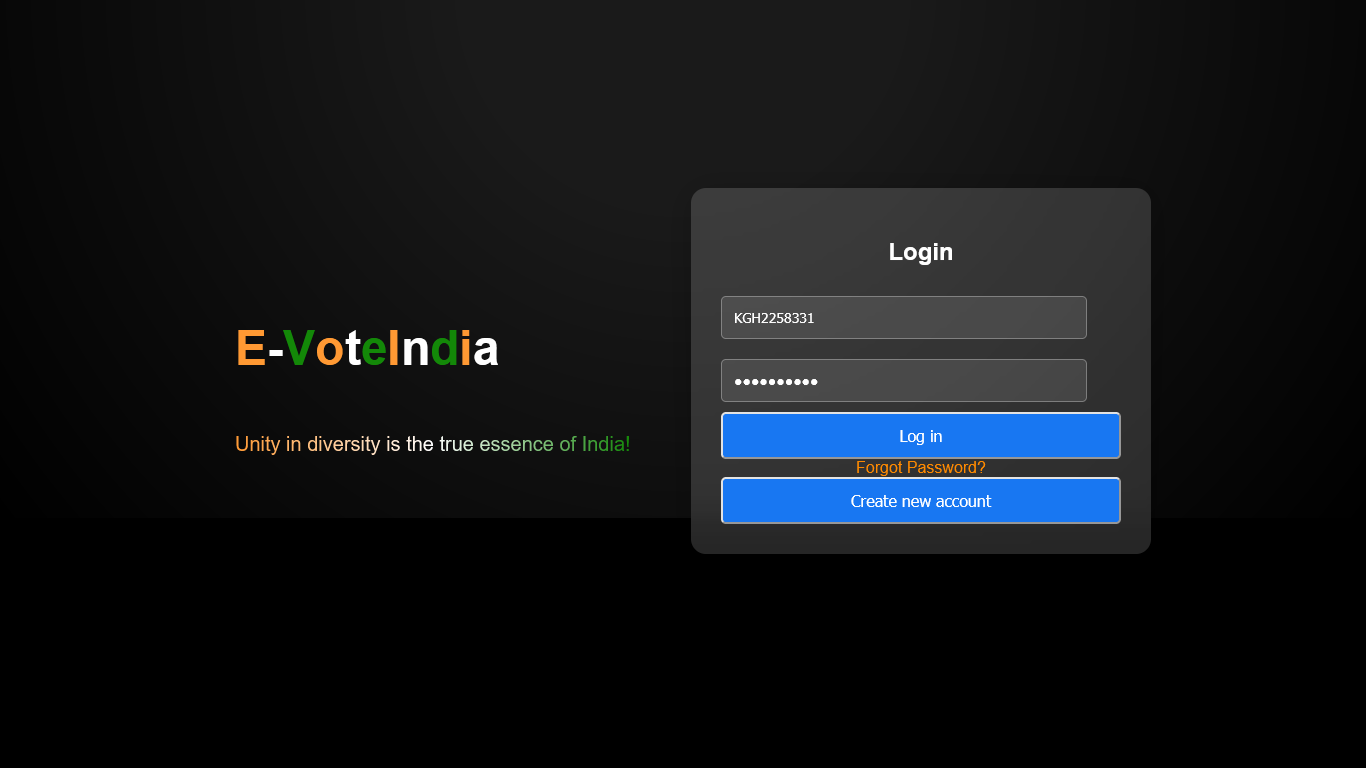 E-VoteIndia
Unity in diversity is the true essence of India!
Login
KGH2258331
••••••••••
Log in
Forgot Password?
Create new account